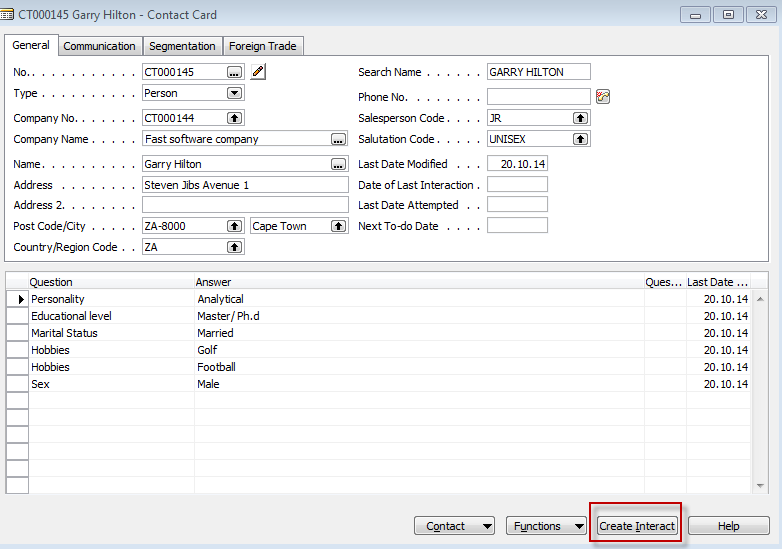 CT000145 Garry Hilton - Contact Card
General Communication Segmentation Foreign Trade
No. . . . . . . . . . . . CT000145 ... Search Name . . . . . . GARRY HILTON
Type . . . . . . . . . . . Person Phone No. . . . . . . . .
Company No. . . . . . . CT000144 Salesperson Code . . . . JR
Company Name . . . . . Fast software company ... Salutation Code . . . . . UNISEX
Name. . . . . . . . . . . Garry Hilton ... Last Date Modified . . . 20.10.14
Address . . . . . . . . Steven Jibs Avenue 1 Date of Last Interaction .
Address 2. . . . . . . . . Last Date Attempted . .
Post Code/City . . . . . ZA-8000 Cape Town Next To-do Date . . . .
Country/Region Code . . ZA
Question Answer Ques... Last Date ...
Personality Analytical 20.10.14
Educational level Master/ Ph.d 20.10.14
Marital Status Married 20.10.14
Hobbies Golf 20.10.14
Hobbies Football 20.10.14
Sex Male 20.10.14
Contact Functions Create Interact Help